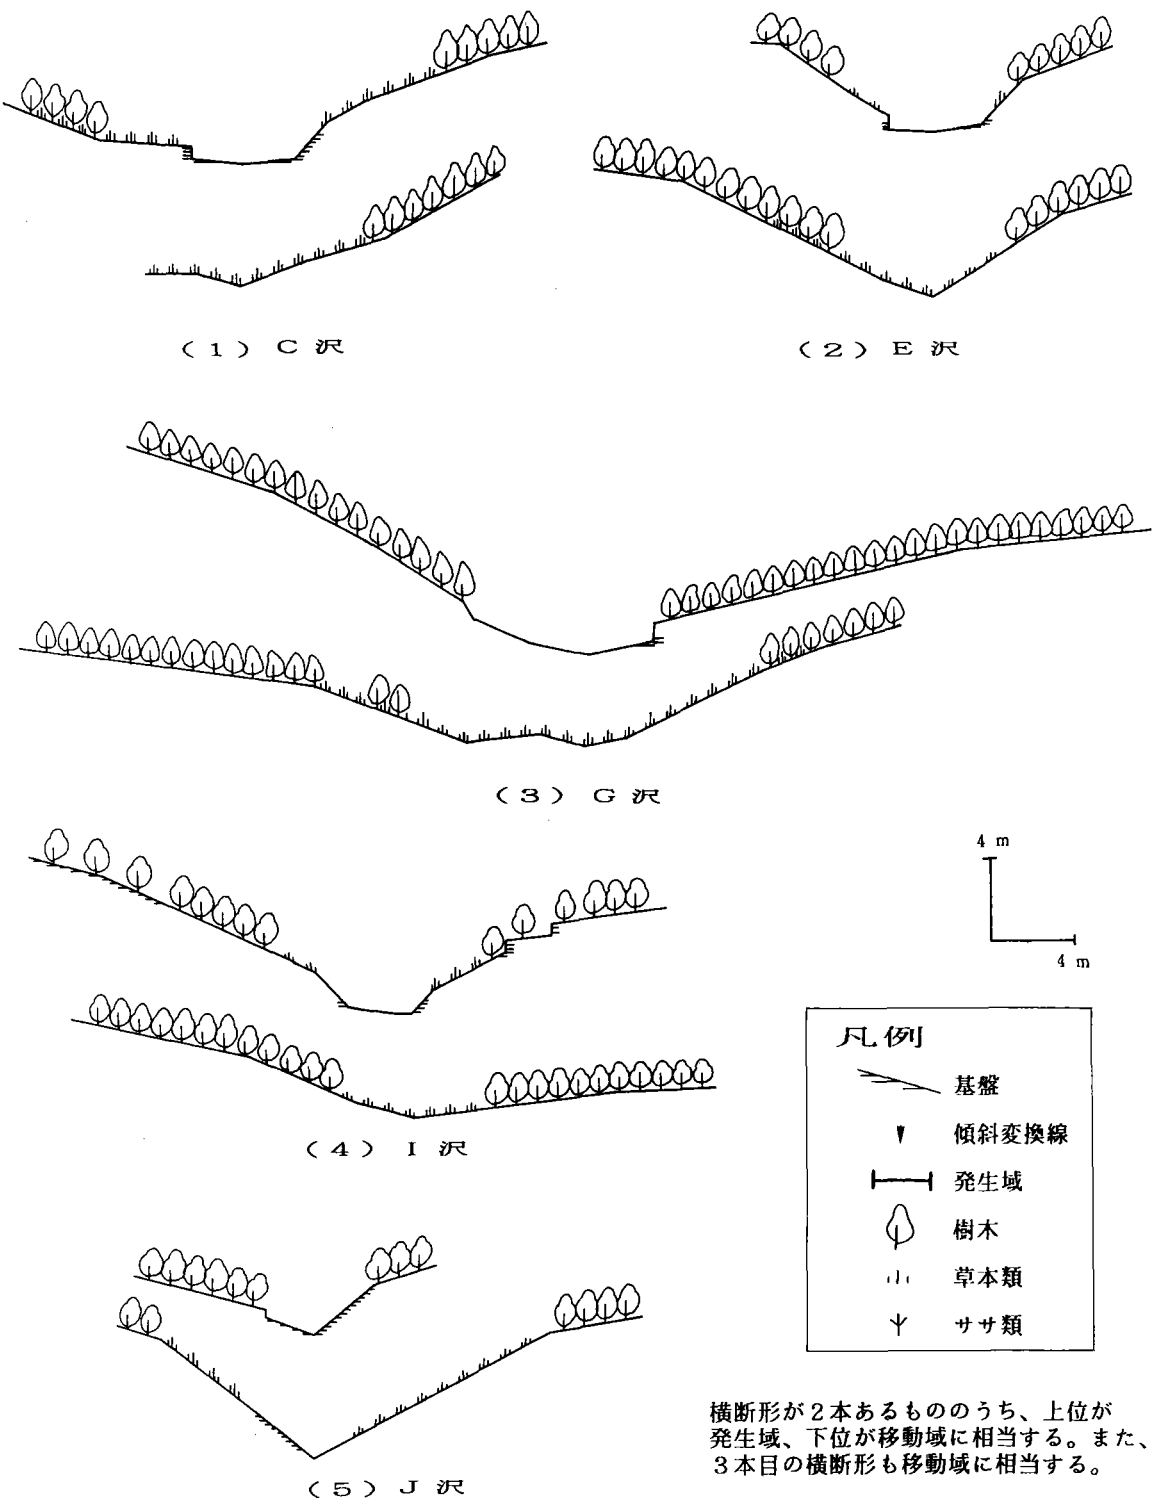 (1) C 沢
(2) E 沢
(3) G 沢
4 m
4 m
凡例
基盤
傾斜変換線
発生域
樹木
草本類
ササ類
(4) I 沢
(5) J 沢
横断形が2本あるもののうち、上位が
発生域、下位が移動域に相当する。また、
3本目の横断形も移動域に相当する。